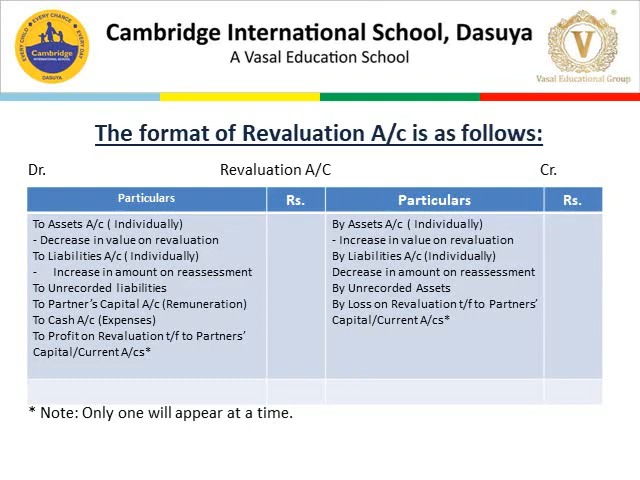 EVERY CHILD ★ EVERY CHANCE ★ EVERY DAY
Cambridge
INTERNATIONAL SCHOOL
DASUYA
Cambridge International School, Dasuya
A Vasal Education School
V
Vasal Educational Group
The format of Revaluation A/c is as follows:
Dr. Revaluation A/C Cr.
Particulars Rs. Particulars Rs.
To Assets A/c ( Individually)
- Decrease in value on revaluation
To Liabilities A/c ( Individually)
- Increase in amount on reassessment
To Unrecorded liabilities
To Partner’s Capital A/c (Remuneration)
To Cash A/c (Expenses)
To Profit on Revaluation t/f to Partners’
Capital/Current A/cs*
By Assets A/c ( Individually)
- Increase in value on revaluation
By Liabilities A/c (Individually)
Decrease in amount on reassessment
By Unrecorded Assets
By Loss on Revaluation t/f to Partners’
Capital/Current A/cs*
* Note: Only one will appear at a time.